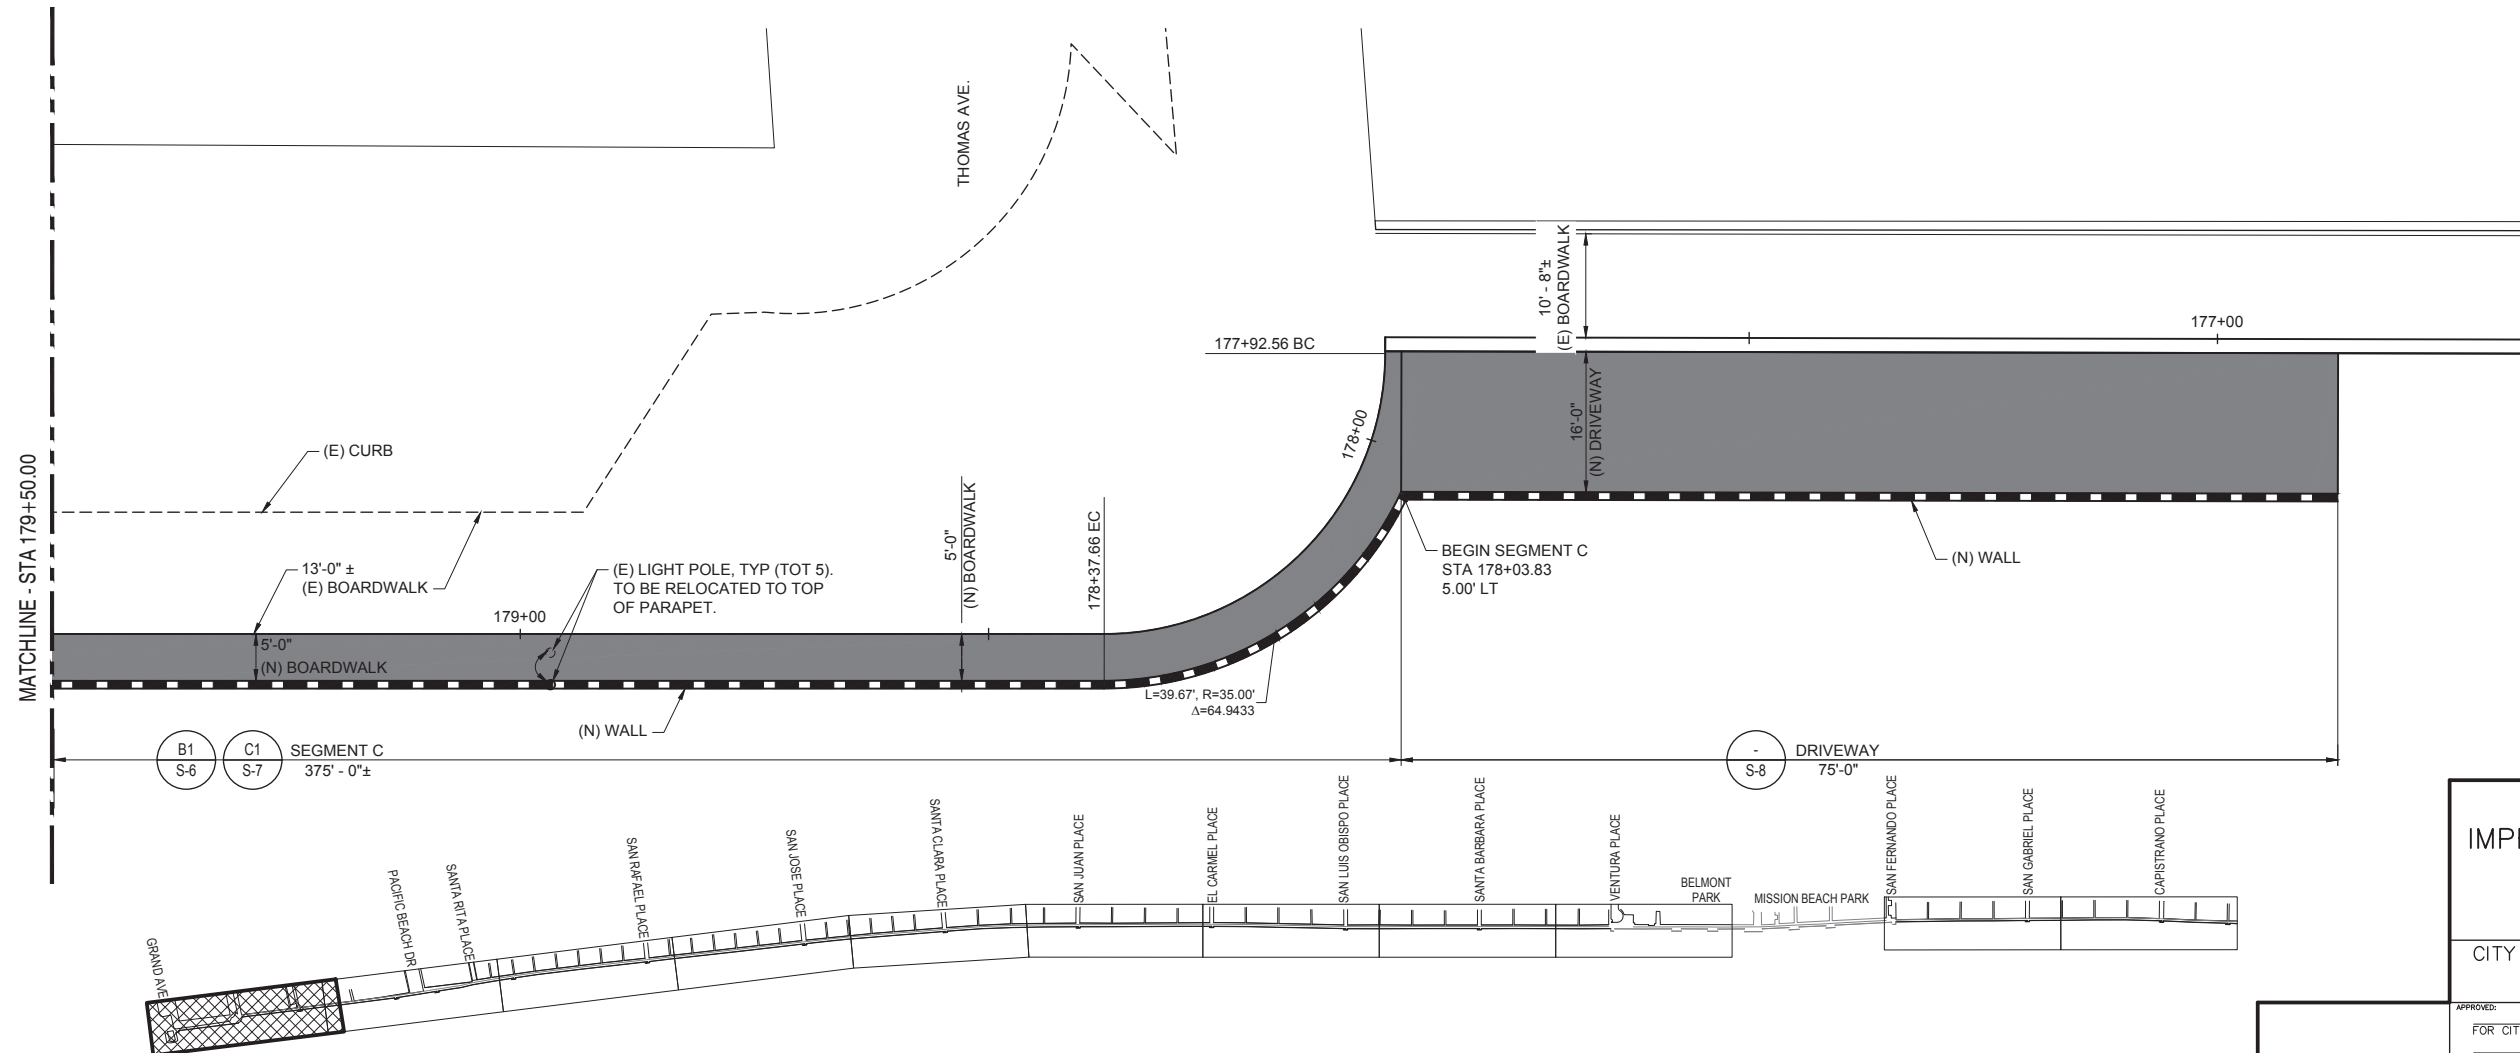 THOMAS AVE.
10' - 8"±
(E) BOARDWALK
177+00
177+92.56 BC
178+00
16'-0"
(N) DRIVEWAY
MATCHLINE - STA 179+50.00
(E) CURB
13'-0" ±
(E) BOARDWALK
179+00
(E) LIGHT POLE, TYP (TOT 5).
TO BE RELOCATED TO TOP
OF PARAPET.
5'-0"
(N) BOARDWALK
178+37.66 EC
BEGIN SEGMENT C
STA 178+03.83
5.00' LT
(N) WALL
5'-0"
(N) BOARDWALK
L=39.67', R=35.00'
Δ=64.9433
(N) WALL
B1
S-6
C1
S-7
SEGMENT C
375' - 0"±
-
S-8
DRIVEWAY
75'-0"
GRAND AVE
PACIFIC BEACH DR
SANTA RITA PLACE
SAN RAFAEL PLACE
SAN JOSE PLACE
SANTA CLARA PLACE
SAN JUAN PLACE
EL CARMEL PLACE
SAN LUIS OBISPO PLACE
SANTA BARBARA PLACE
VENTURA PLACE
BELMONT
PARK
MISSION BEACH PARK
SAN FERNANDO PLACE
SAN GABRIEL PLACE
CAPISTRANO PLACE
IMP
CITY
APPROVED:
FOR CIT